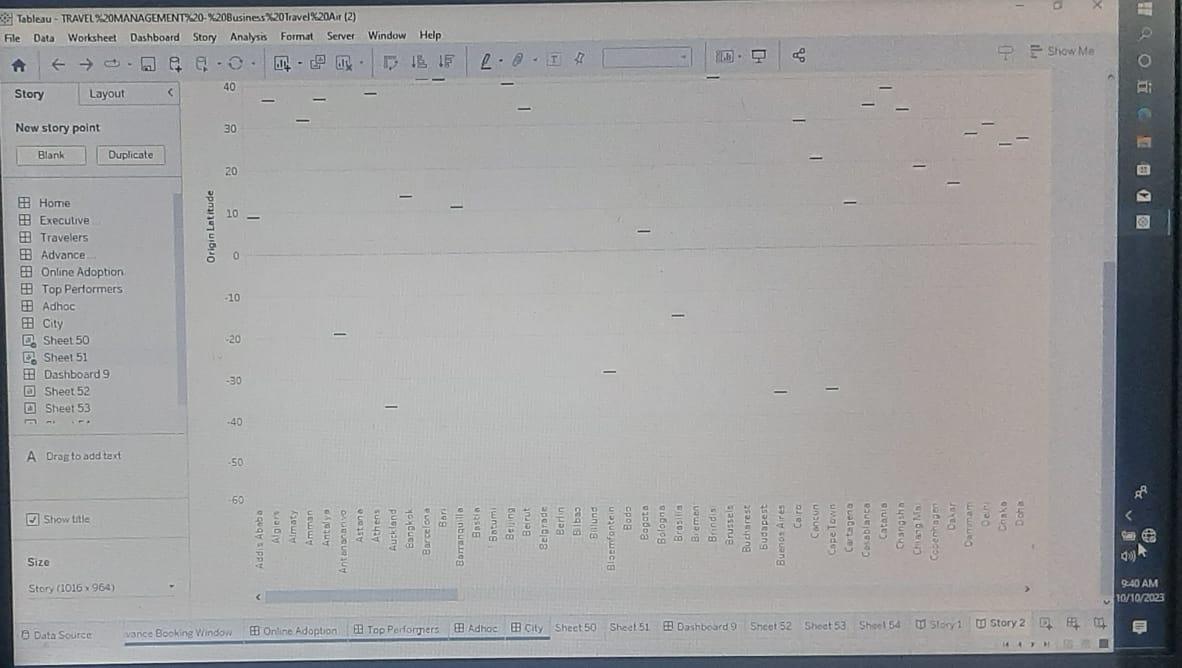 Tableau - TRAVEL%20MANAGEMENT%20-%20Business%20Travel%20Air (2)
File Data Worksheet Dashboard Story Analysis Format Server Window Help
Show Me
Story Layout
New story point
Blank Duplicate
Home
Executive
Travelers
Advance
Online Adoption
Top Performers
Adhoc
City
Sheet 50
Sheet 51
Dashboard 9
Sheet 52
Sheet 53
A Drag to add text
Show title
Size
Story (1016 x 964)
Origin Latitude
40
30
20
10
0
-10
-20
-30
-40
-50
-60
Addis Ababa
Algiers
Almaty
Amman
Antalya
Antananarivo
Astana
Athens
Auckland
Bangkok
Barcelona
Bari
Barranquilla
Bastia
Batumi
Beijing
Beirut
Belgrade
Berlin
Bilbao
Billund
Bloemfontein
Bodo
Bogota
Bologna
Brasilia
Bremen
Brindisi
Brussels
Bucharest
Budapest
Buenos Aires
Cairo
Cancun
Cape Town
Cartagena
Casablanca
Catania
Changsha
Chiang Mai
Copenhagen
Dakar
Dammam
Delhi
Dhaka
Doha
Data Source
vance Booking Window Online Adoption Top Performers Adhoc City Sheet 50 Sheet 51 Dashboard 9 Sheet 52 Sheet 53 Sheet 54 Story 1 Story 2
9:40 AM
10/10/2023